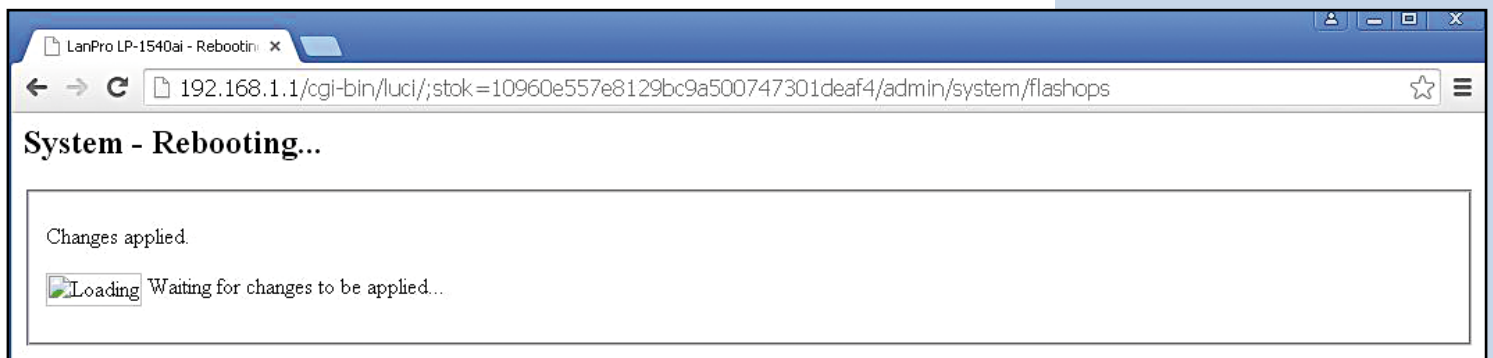 LanPro LP-1540ai - Rebootin
192.168.1.1/cgi-bin/luci/;stok=10960e557e8129bc9a500747301deaf4/admin/system/flashops
System - Rebooting...
Changes applied.
Loading Waiting for changes to be applied...